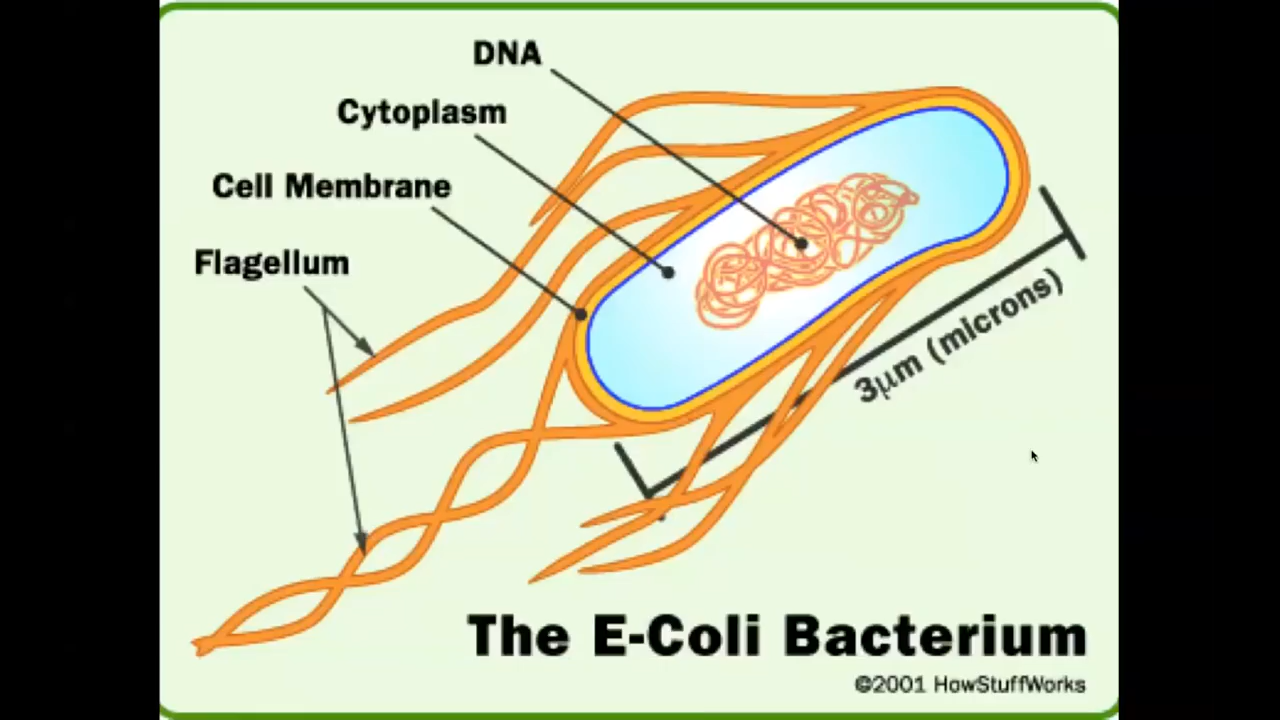 DNA
Cytoplasm
Cell Membrane
Flagellum
3μm (microns)
The E-Coli Bacterium
©2001 HowStuffWorks